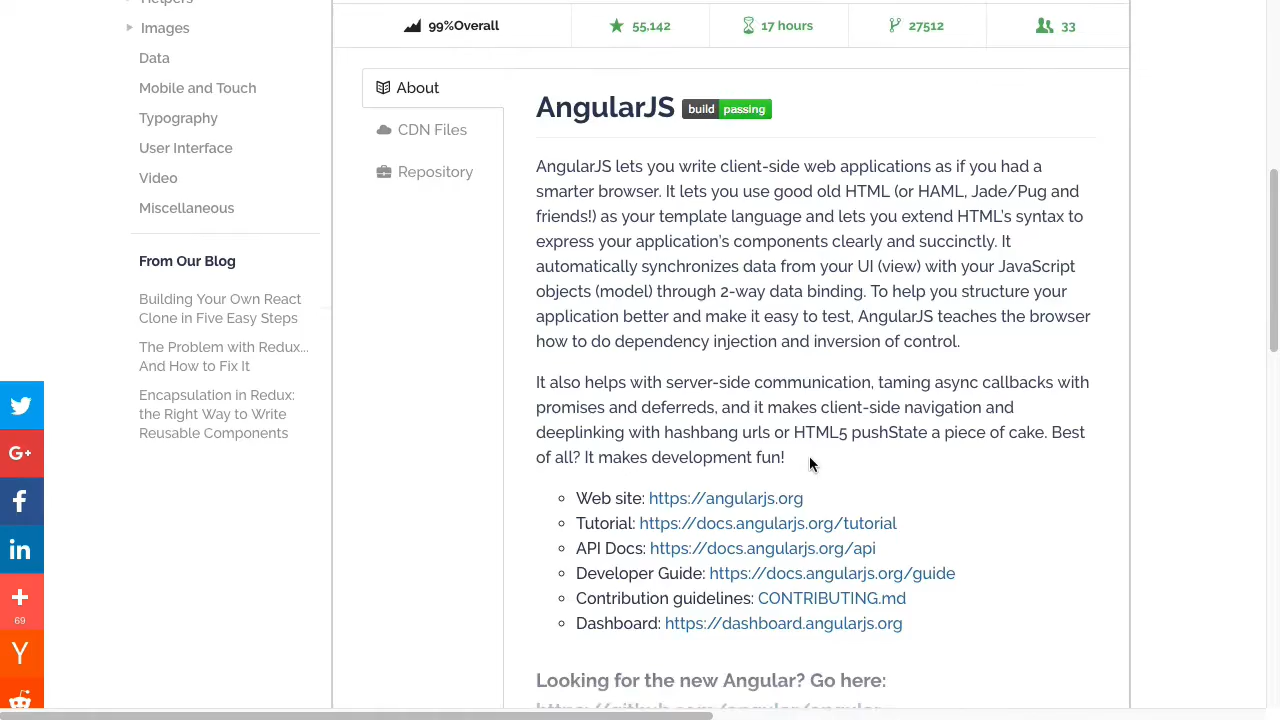 Images
Data
Mobile and Touch
Typography
User Interface
Video
Miscellaneous
From Our Blog
Building Your Own React
Clone in Five Easy Steps
The Problem with Redux...
And How to Fix It
Encapsulation in Redux:
the Right Way to Write
Reusable Components
69
99%Overall
55,142
17 hours
27512
33
About
CDN Files
Repository
AngularJS build passing
AngularJS lets you write client-side web applications as if you had a
smarter browser. It lets you use good old HTML (or HAML, Jade/Pug and
friends!) as your template language and lets you extend HTML's syntax to
express your application's components clearly and succinctly. It
automatically synchronizes data from your UI (view) with your JavaScript
objects (model) through 2-way data binding. To help you structure your
application better and make it easy to test, AngularJS teaches the browser
how to do dependency injection and inversion of control.
It also helps with server-side communication, taming async callbacks with
promises and deferreds, and it makes client-side navigation and
deeplinking with hashbang urls or HTML5 pushState a piece of cake. Best
of all? It makes development fun!
Web site: https://angularjs.org
Tutorial: https://docs.angularjs.org/tutorial
API Docs: https://docs.angularjs.org/api
Developer Guide: https://docs.angularjs.org/guide
Contribution guidelines: CONTRIBUTING.md
Dashboard: https://dashboard.angularjs.org
Looking for the new Angular? Go here: